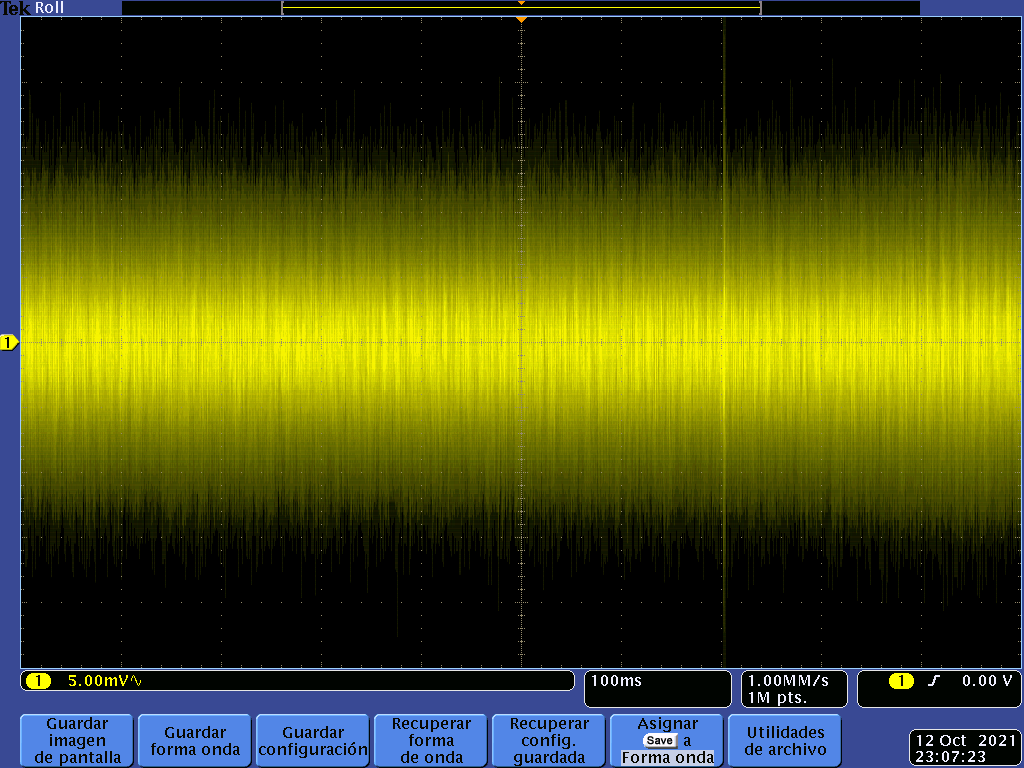 Tek Roll
1
1 5.00mV∿
100ms
1.00MM/s
1M pts.
1 ʃ 0.00 V
Guardar
imagen
de pantalla
Guardar
forma onda
Guardar
configuración
Recuperar
forma
de onda
Recuperar
config.
guardada
Asignar
Save a
Forma onda
Utilidades
de archivo
12 Oct 2021
23:07:23